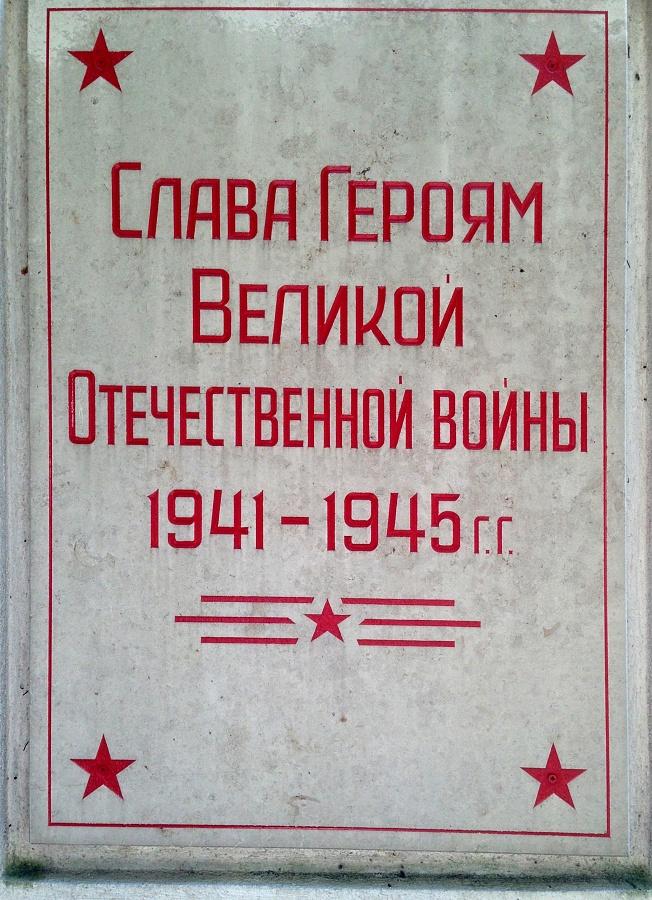 Слава Героям
Великой
Отечественной войны
1941 - 1945 г.г.